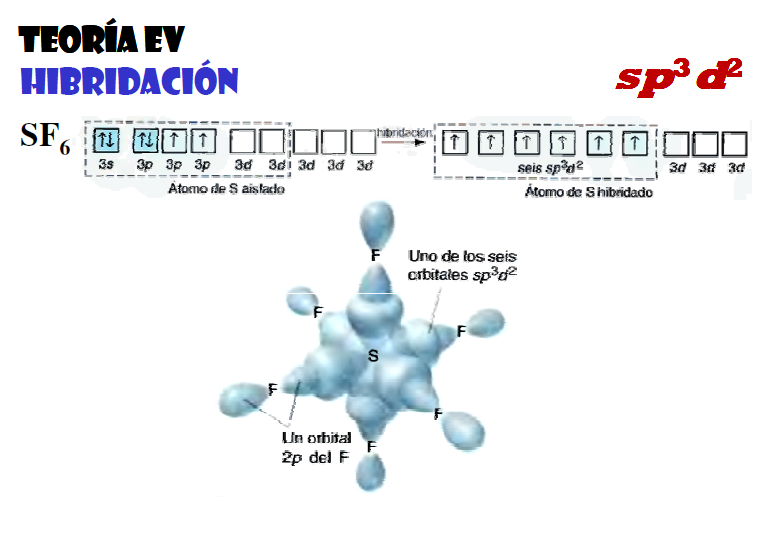 TEORÍA EV
HIBRIDACIÓN
sp³ d²
SF₆
↑↓ ↑↓ ↑ ↑ hibridación ↑ ↑ ↑ ↑ ↑ ↑
3s 3p 3p 3p 3d 3d 3d 3d 3d seis sp³d² 3d 3d 3d
Átomo de S aislado Átomo de S hibridado
F
Uno de los seis
orbitales sp³d²
F
F
S
F
F
Un orbital
2p del F
F